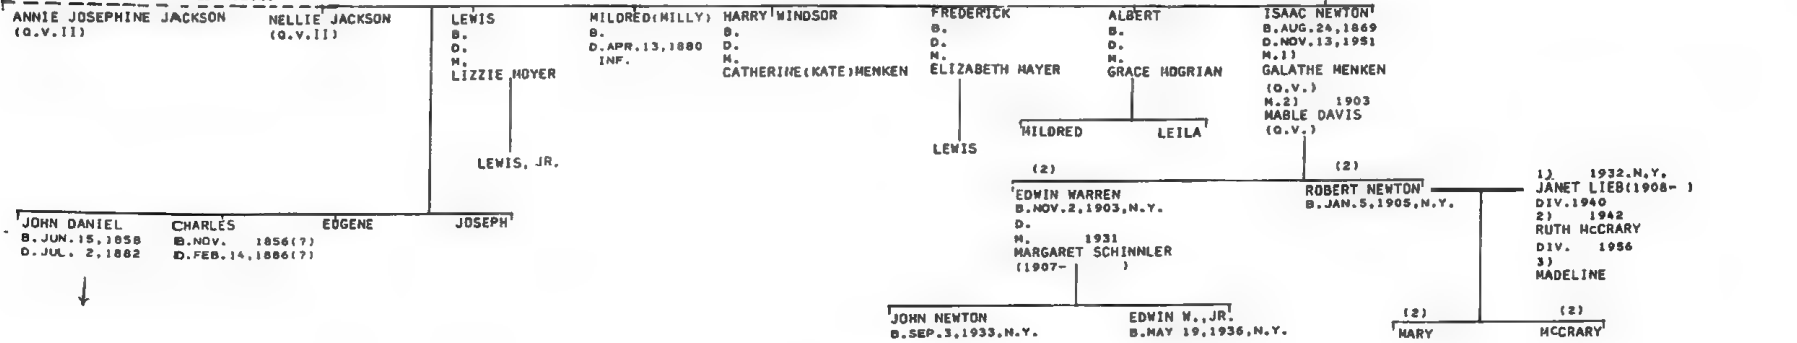 ANNIE JOSEPHINE JACKSON
(Q.V.II)
NELLIE JACKSON
(Q.V.II)
LEWIS
B.
D.
M.
LIZZIE MOYER
LEWIS, JR.
MILDRED(MILLY)
B.
D.APR.13,1880
INF.
HARRY WINDSOR
B.
D.
M.
CATHERINE(KATE)MENKEN
FREDERICK
B.
D.
M.
ELIZABETH MAYER
LEWIS
ALBERT
B.
D.
M.
GRACE MOGRIAN
MILDRED
LEILA
ISAAC NEWTON
B.AUG.24,1869
D.NOV.13,1951
M.1)
GALATHE MENKEN
(Q.V.)
M.2) 1903
MABLE DAVIS
(Q.V.)
JOHN DANIEL
B.JUN.15,1858
D.JUL. 2,1882
CHARLES
B.NOV. 1856(?)
D.FEB.14,1886(?)
EUGENE
JOSEPH
(2)
EDWIN WARREN
B.NOV.2,1903,N.Y.
D.
M. 1931
MARGARET SCHINNLER
(1907- )
(2)
ROBERT NEWTON
B.JAN.5,1905,N.Y.
1) 1932.N.Y.
JANET LIEB(1908- )
DIV.1940
2) 1942
RUTH McCRARY
DIV. 1956
3)
MADELINE
JOHN NEWTON
B.SEP.3,1933,N.Y.
EDWIN W.,JR.
B.MAY 19,1936,N.Y.
(2)
MARY
(2)
MCCRARY